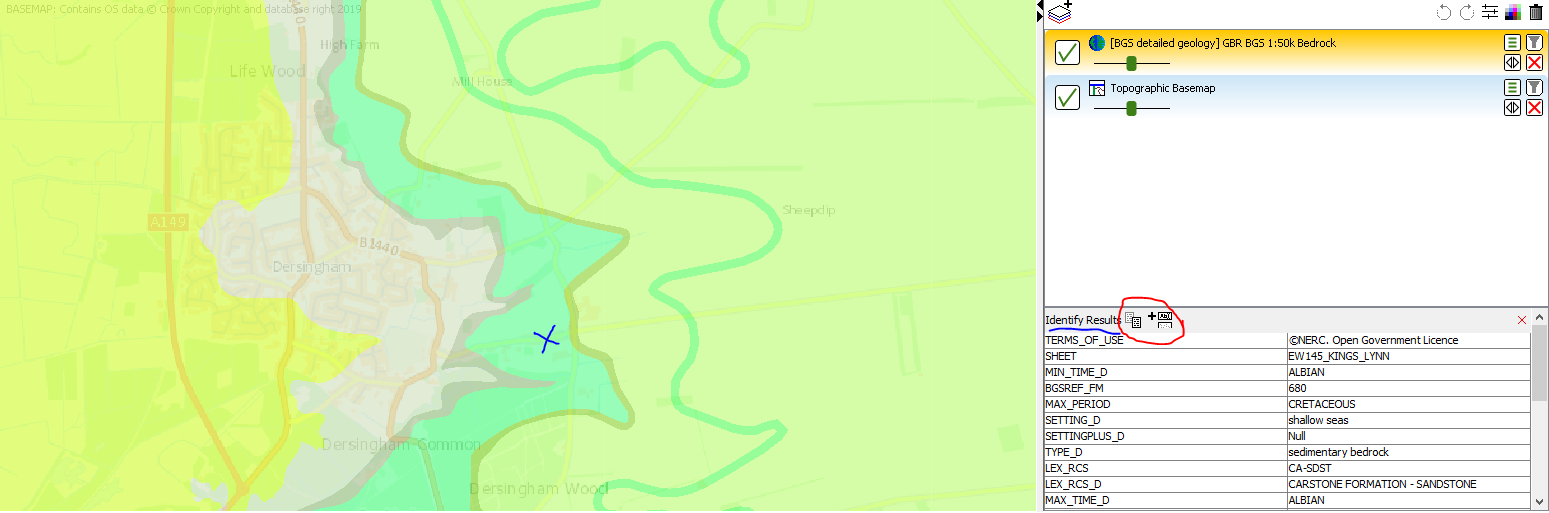 BASEMAP: Contains OS data © Crown Copyright and database right 2019
High Farm
Life Wood
Mill House
A149
Sheepdip
B1440
Dersingham
Dersingham Common
Dersingham Wood
[BGS detailed geology] GBR BGS 1:50k Bedrock
Topographic Basemap
Identify Results
ABC
TERMS_OF_USE ©NERC. Open Government Licence
SHEET EW145_KINGS_LYNN
MIN_TIME_D ALBIAN
BGSREF_FM 680
MAX_PERIOD CRETACEOUS
SETTING_D shallow seas
SETTINGPLUS_D Null
TYPE_D sedimentary bedrock
LEX_RCS CA-SDST
LEX_RCS_D CARSTONE FORMATION - SANDSTONE
MAX_TIME_D ALBIAN